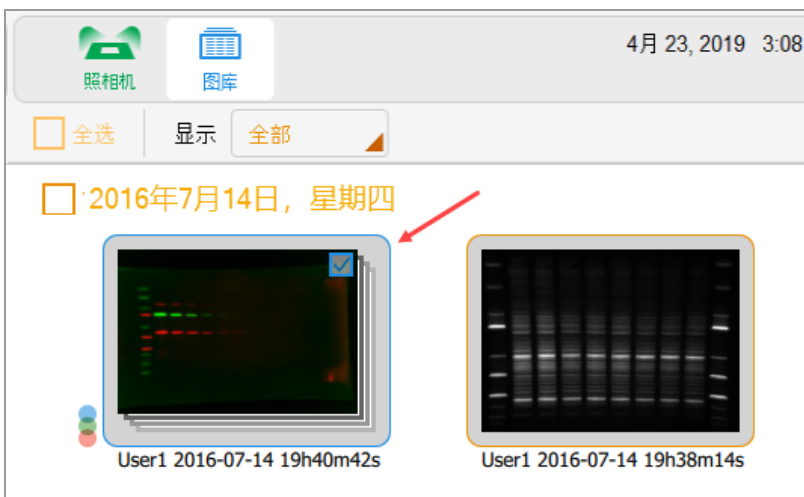 4月 23, 2019 3:08
照相机
图库
全选
显示
全部
2016年7月14日，星期四
User1 2016-07-14 19h40m42s
User1 2016-07-14 19h38m14s